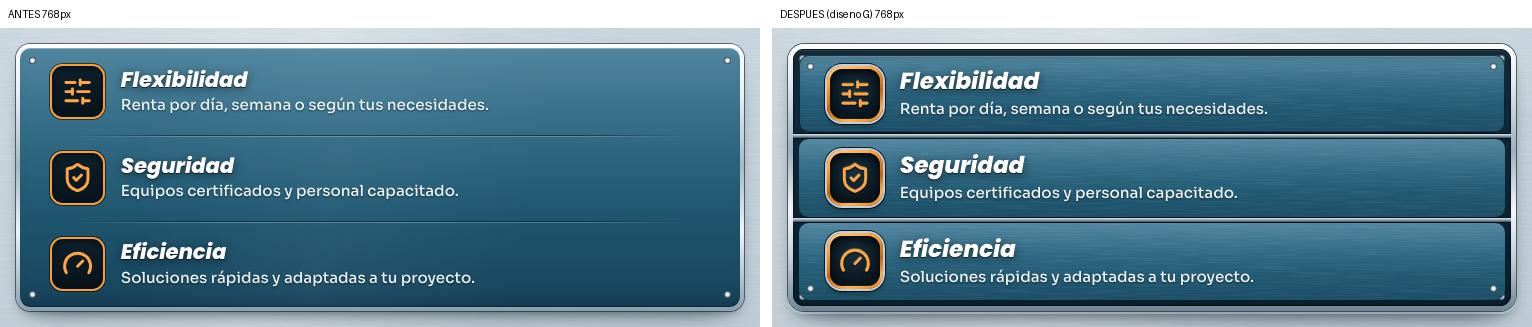 ANTES 768px
Flexibilidad
Renta por día, semana o según tus necesidades.
Seguridad
Equipos certificados y personal capacitado.
Eficiencia
Soluciones rápidas y adaptadas a tu proyecto.
DESPUES (diseno G) 768px
Flexibilidad
Renta por día, semana o según tus necesidades.
Seguridad
Equipos certificados y personal capacitado.
Eficiencia
Soluciones rápidas y adaptadas a tu proyecto.